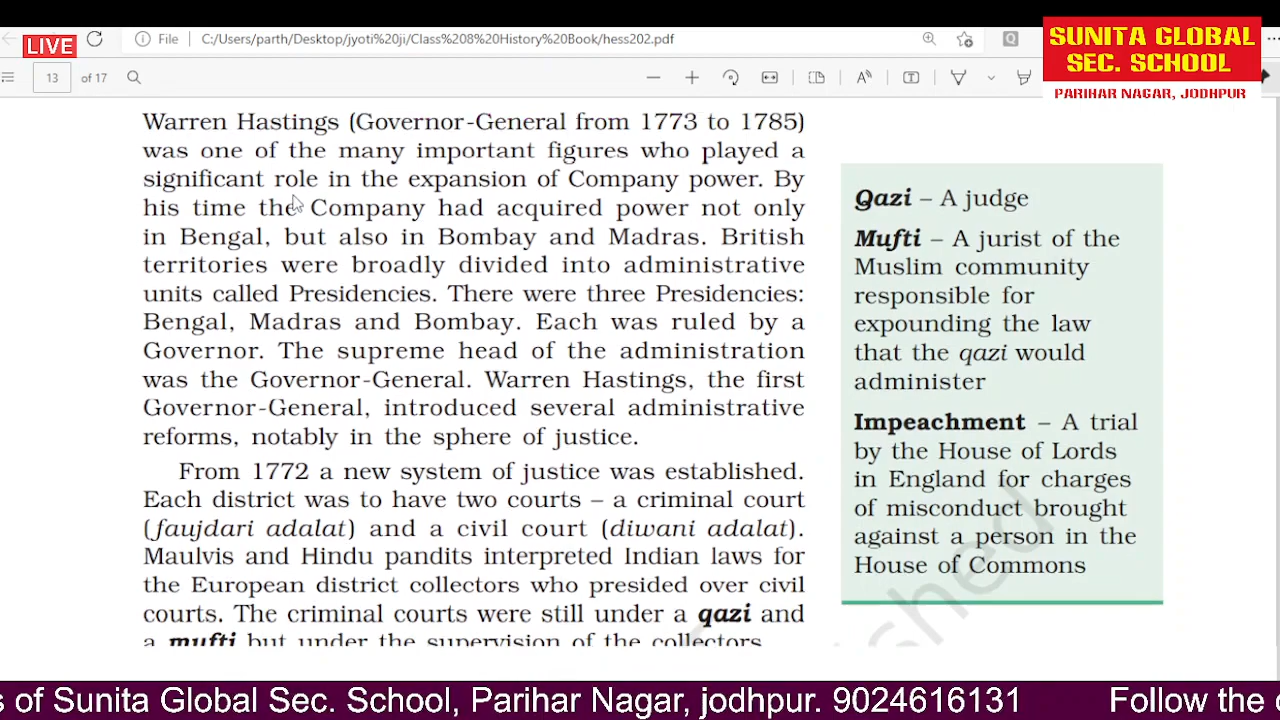 LIVE
File
C:/Users/parth/Desktop/jyoti%20ji/Class%208%20History%20Book/hess202.pdf
SUNITA GLOBAL
SEC. SCHOOL
PARIHAR NAGAR, JODHPUR
13 of 17
Warren Hastings (Governor-General from 1773 to 1785)
was one of the many important figures who played a
significant role in the expansion of Company power. By
his time the Company had acquired power not only
in Bengal, but also in Bombay and Madras. British
territories were broadly divided into administrative
units called Presidencies. There were three Presidencies:
Bengal, Madras and Bombay. Each was ruled by a
Governor. The supreme head of the administration
was the Governor-General. Warren Hastings, the first
Governor-General, introduced several administrative
reforms, notably in the sphere of justice.
From 1772 a new system of justice was established.
Each district was to have two courts – a criminal court
(faujdari adalat) and a civil court (diwani adalat).
Maulvis and Hindu pandits interpreted Indian laws for
the European district collectors who presided over civil
courts. The criminal courts were still under a qazi and
a mufti but under the supervision of the collectors.
Qazi – A judge
Mufti – A jurist of the
Muslim community
responsible for
expounding the law
that the qazi would
administer
Impeachment – A trial
by the House of Lords
in England for charges
of misconduct brought
against a person in the
House of Commons
shed
s of Sunita Global Sec. School, Parihar Nagar, jodhpur. 9024616131 Follow the